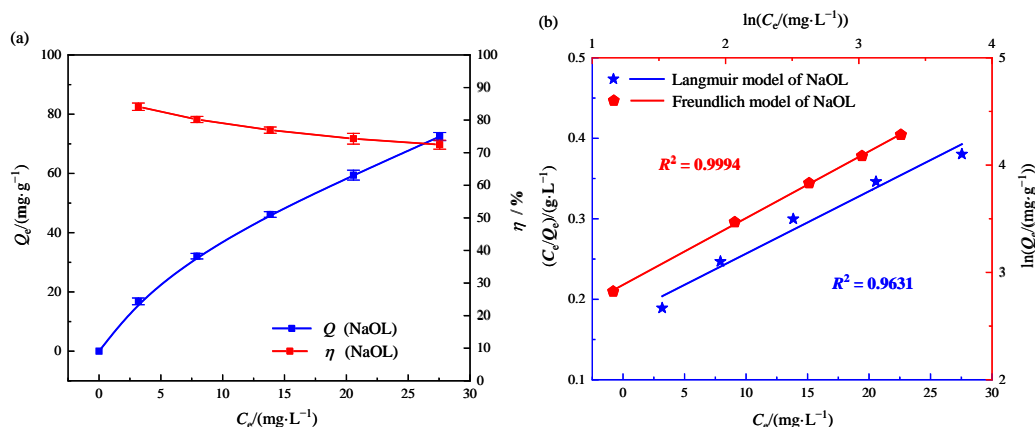 (a)
100
80
60
40
20
0
Qe/(mg·g⁻¹)
100
90
80
70
60
50
40
30
20
10
0
η / %
Q (NaOL)
η (NaOL)
0 5 10 15 20 25 30
Ce/(mg·L⁻¹)
(b)
ln(Ce/(mg·L⁻¹))
1 2 3 4
0.5
0.4
0.3
0.2
0.1
(Ce/Qe)/(g·L⁻¹)
Langmuir model of NaOL
Freundlich model of NaOL
R² = 0.9994
R² = 0.9631
5
4
3
2
ln(Qe/(mg·g⁻¹))
0 5 10 15 20 25 30
Ce/(mg·L⁻¹)